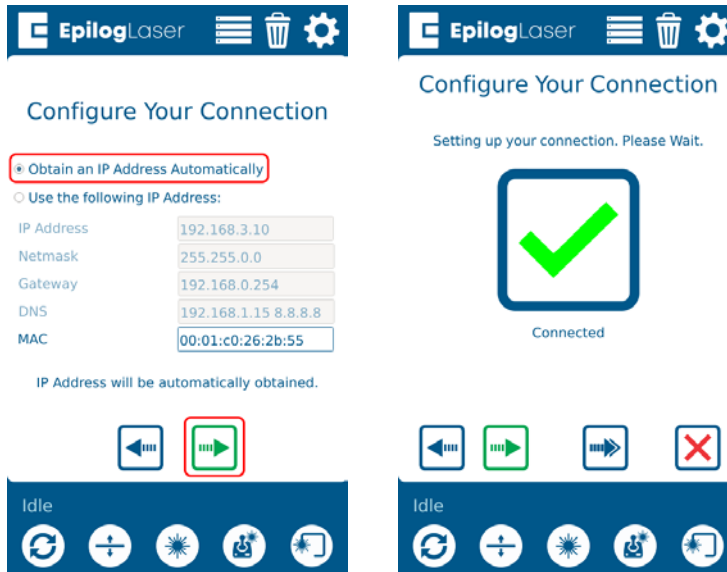 EpilogLaser
Configure Your Connection
Obtain an IP Address Automatically
Use the following IP Address:
IP Address 192.168.3.10
Netmask 255.255.0.0
Gateway 192.168.0.254
DNS 192.168.1.15 8.8.8.8
MAC 00:01:c0:26:2b:55
IP Address will be automatically obtained.
Idle
EpilogLaser
Configure Your Connection
Setting up your connection. Please Wait.
Connected
Idle